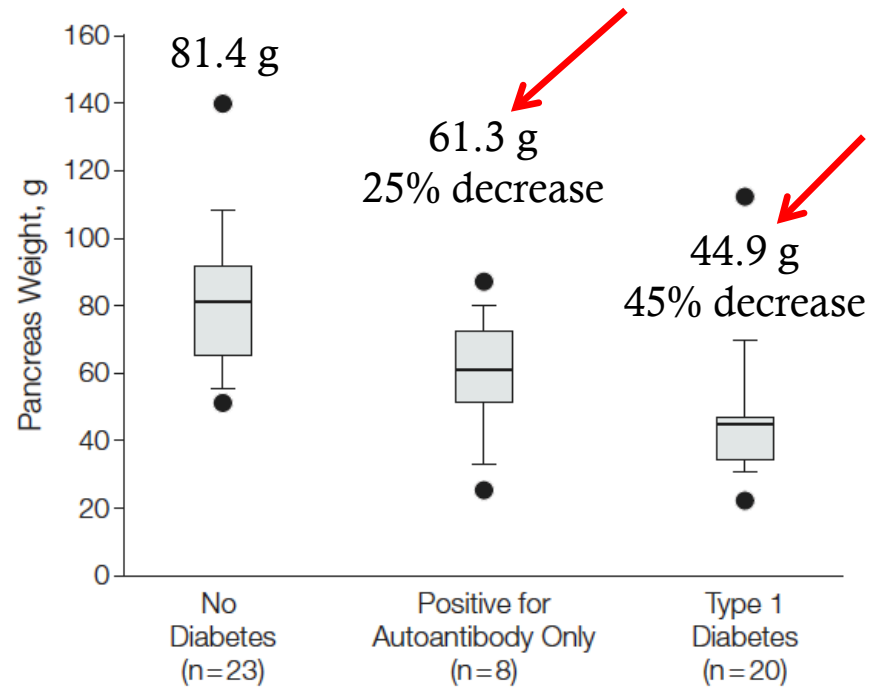 Pancreas Weight, g
160
140
120
100
80
60
40
20
0
81.4 g
61.3 g
25% decrease
44.9 g
45% decrease
No
Diabetes
(n=23)
Positive for
Autoantibody Only
(n=8)
Type 1
Diabetes
(n=20)